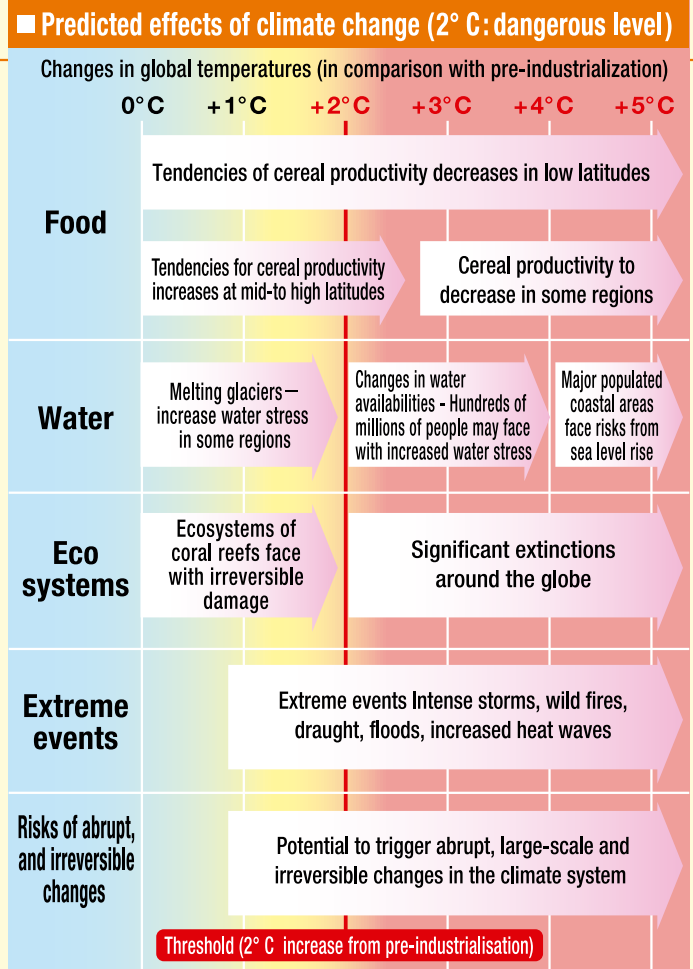 Predicted effects of climate change (2° C: dangerous level)
Changes in global temperatures (in comparison with pre-industrialization)
0°C +1°C +2°C +3°C +4°C +5°C
Food
Tendencies of cereal productivity decreases in low latitudes
Tendencies for cereal productivity
increases at mid-to high latitudes
Cereal productivity to
decrease in some regions
Water
Melting glaciers—
increase water stress
in some regions
Changes in water
availabilities - Hundreds of
millions of people may face
with increased water stress
Major populated
coastal areas
face risks from
sea level rise
Eco
systems
Ecosystems of
coral reefs face
with irreversible
damage
Significant extinctions
around the globe
Extreme
events
Extreme events Intense storms, wild fires,
draught, floods, increased heat waves
Risks of abrupt,
and irreversible
changes
Potential to trigger abrupt, large-scale and
irreversible changes in the climate system
Threshold (2° C increase from pre-industrialisation)